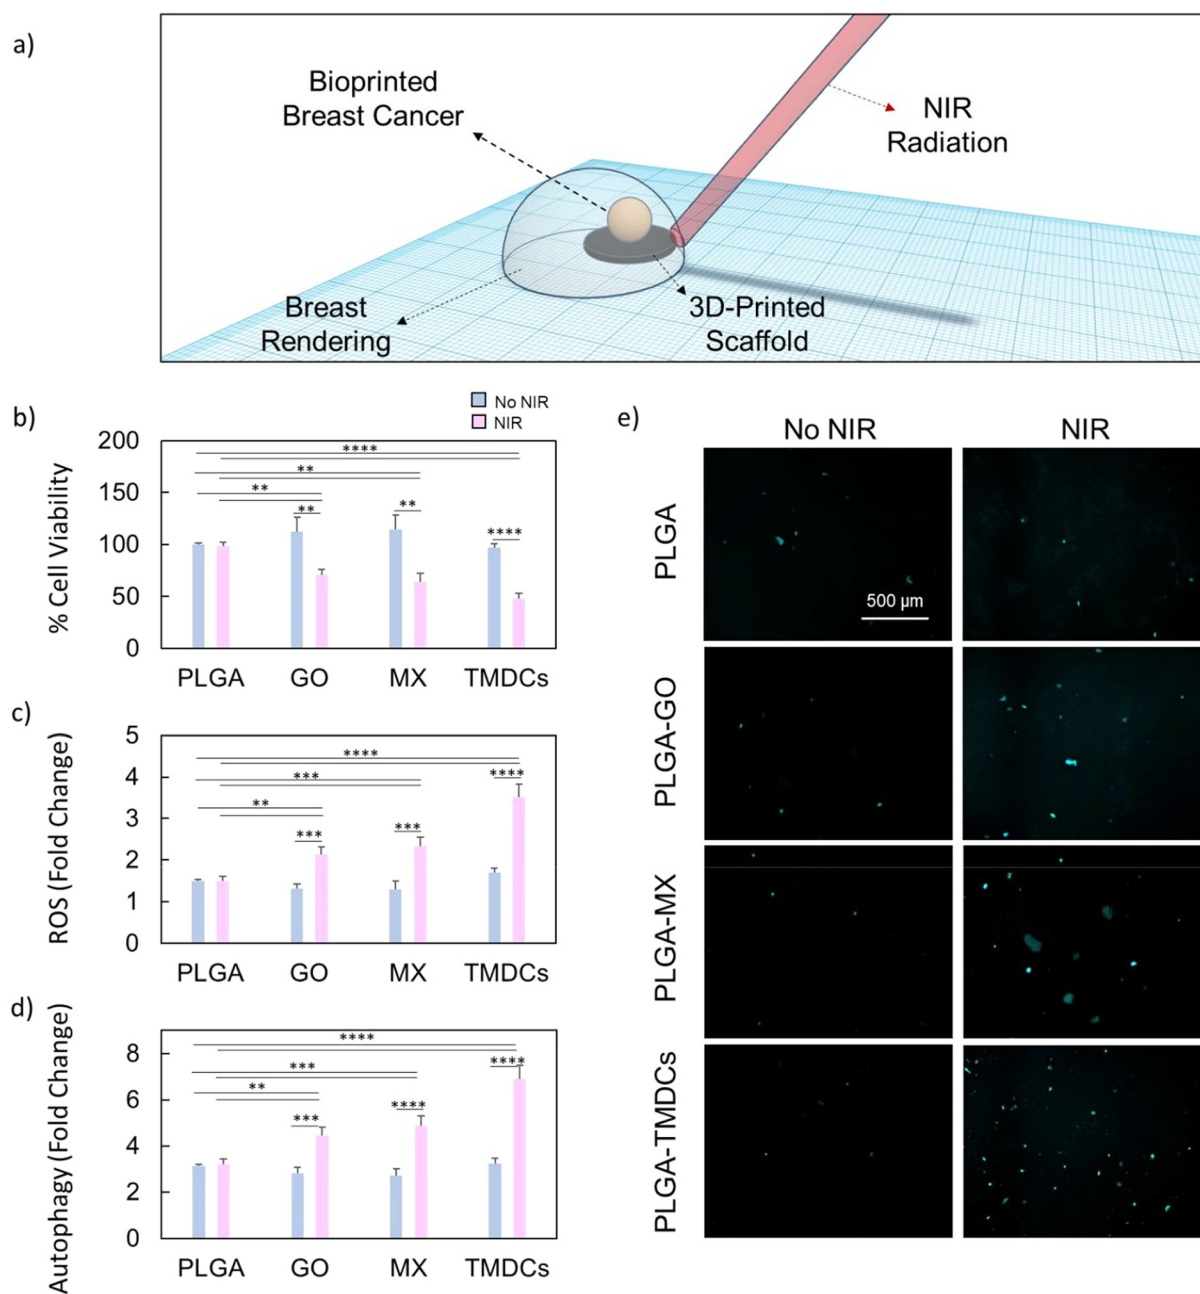 a)
Bioprinted
Breast Cancer
NIR
Radiation
Breast
Rendering
3D-Printed
Scaffold
b)
No NIR
NIR
% Cell Viability
200
150
100
50
0
****
**
**
**
**
****
PLGA GO MX TMDCs
c)
ROS (Fold Change)
5
4
3
2
1
0
****
***
**
***
***
****
PLGA GO MX TMDCs
d)
Autophagy (Fold Change)
8
6
4
2
0
****
***
**
***
****
****
PLGA GO MX TMDCs
e)
No NIR NIR
PLGA
500 µm
PLGA-GO
PLGA-MX
PLGA-TMDCs